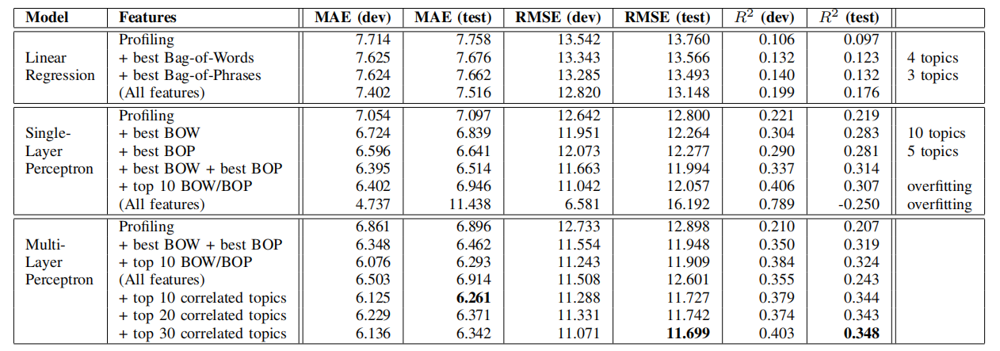 Model Features MAE (dev) MAE (test) RMSE (dev) RMSE (test) R² (dev) R² (test)
Profiling 7.714 7.758 13.542 13.760 0.106 0.097
Linear + best Bag-of-Words 7.625 7.676 13.343 13.566 0.132 0.123 4 topics
Regression + best Bag-of-Phrases 7.624 7.662 13.285 13.493 0.140 0.132 3 topics
(All features) 7.402 7.516 12.820 13.148 0.199 0.176
Profiling 7.054 7.097 12.642 12.800 0.221 0.219
Single- + best BOW 6.724 6.839 11.951 12.264 0.304 0.283 10 topics
Layer + best BOP 6.596 6.641 12.073 12.277 0.290 0.281 5 topics
Perceptron + best BOW + best BOP 6.395 6.514 11.663 11.994 0.337 0.314
+ top 10 BOW/BOP 6.402 6.946 11.042 12.057 0.406 0.307 overfitting
(All features) 4.737 11.438 6.581 16.192 0.789 -0.250 overfitting
Profiling 6.861 6.896 12.733 12.898 0.210 0.207
Multi- + best BOW + best BOP 6.348 6.462 11.554 11.948 0.350 0.319
Layer + top 10 BOW/BOP 6.076 6.293 11.243 11.909 0.384 0.324
Perceptron (All features) 6.503 6.914 11.508 12.601 0.355 0.243
+ top 10 correlated topics 6.125 6.261 11.288 11.727 0.379 0.344
+ top 20 correlated topics 6.229 6.371 11.331 11.742 0.374 0.343
+ top 30 correlated topics 6.136 6.342 11.071 11.699 0.403 0.348